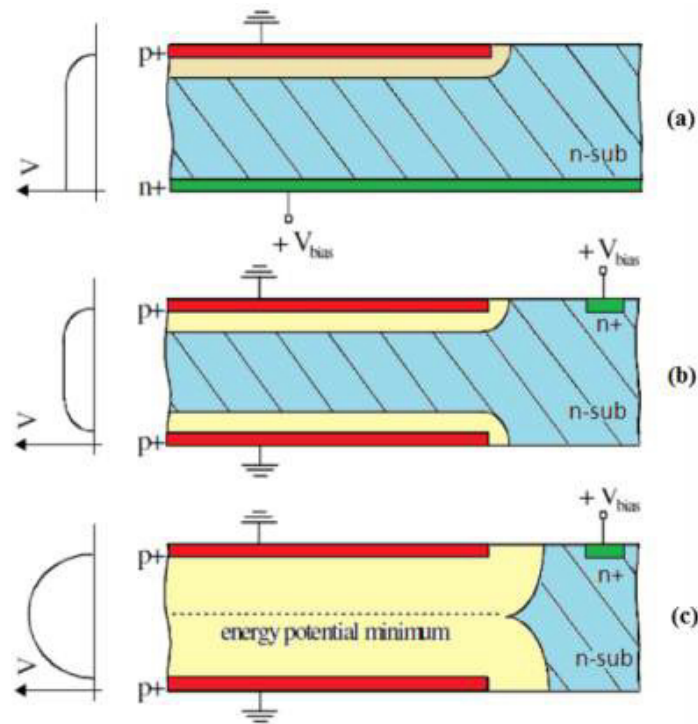 p+
(a)
n-sub
V
n+
+ V_bias
+ V_bias
p+
n+
(b)
V
n-sub
p+
+ V_bias
p+
n+
energy potential minimum
(c)
V
n-sub
p+